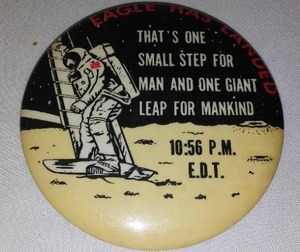 EAGLE HAS LANDED
THAT'S ONE
SMALL STEP FOR
MAN AND ONE GIANT
LEAP FOR MANKIND
10:56 P.M.
E.D.T.